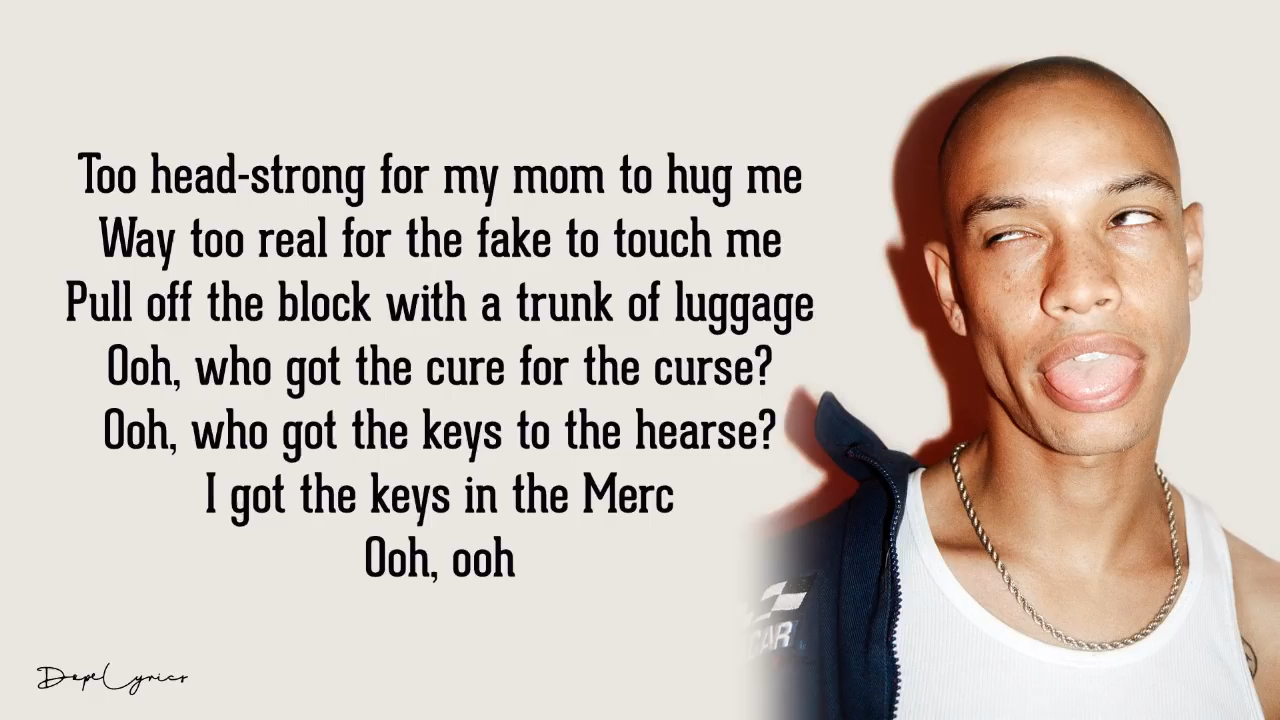 Too head-strong for my mom to hug me
Way too real for the fake to touch me
Pull off the block with a trunk of luggage
Ooh, who got the cure for the curse?
Ooh, who got the keys to the hearse?
I got the keys in the Merc
Ooh, ooh
DopeLyrics
CAR